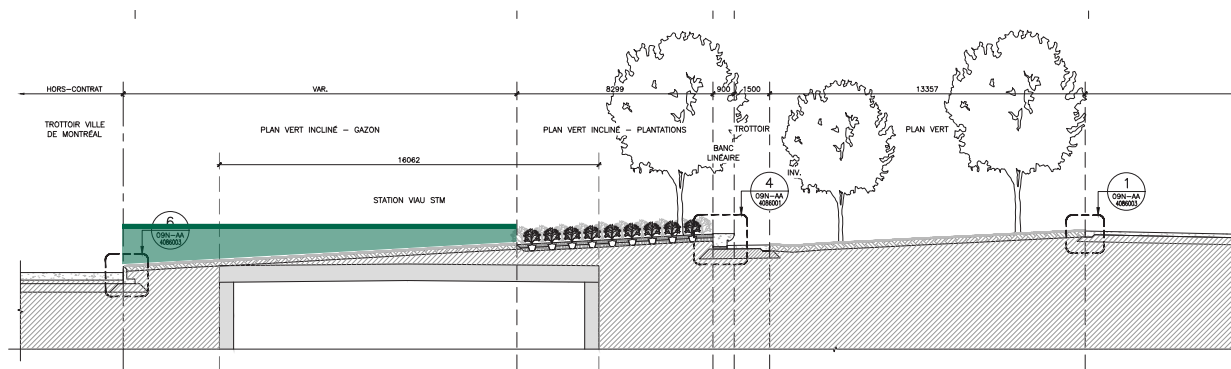 HORS-CONTRAT
VAR.
8299
900
1500
13357
TROTTOIR VILLE
DE MONTRÉAL
PLAN VERT INCLINÉ - GAZON
PLAN VERT INCLINÉ - PLANTATIONS
TROTTOIR
PLAN VERT
BANC
LINÉAIRE
16062
INV.
STATION VIAU STM
4
09N-AA
4086001
1
09N-AA
4086003
6
09N-AA
4086003